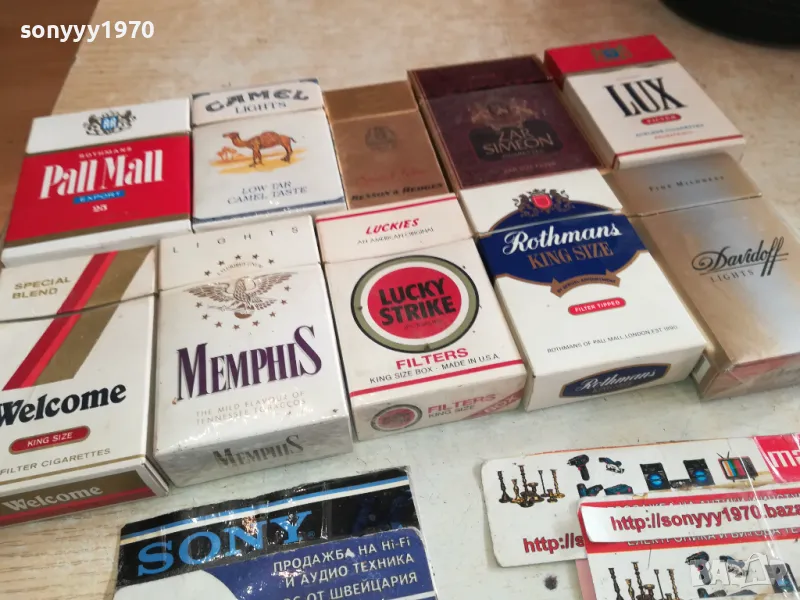 sonyyy1970
ROTHMANS
Pall Mall
EXPORT
CAMEL
LIGHTS
LOW TAR
CAMEL TASTE
BENSON & HEDGES
ZAR
SIMEON
LUX
FILTER
SPECIAL
BLEND
Welcome
KING SIZE
FILTER CIGARETTES
Welcome
LIGHTS
MEMPHIS
THE MILD FLAVOUR OF
TENNESSEE TOBACCOS
MEMPHIS
LUCKIES
AN AMERICAN ORIGINAL
LUCKY
STRIKE
FILTERS
KING SIZE BOX - MADE IN U.S.A.
FILTERS
KING SIZE
BOX
Rothmans
KING SIZE
FILTER TIPPED
ROTHMANS OF PALL MALL LONDON EST 1890
Rothmans
FINE MILDNESS
Davidoff
LIGHTS
SONY
ПРОДАЖБА НА Hi-Fi
И АУДИО ТЕХНИКА
ОТ ШВЕЙЦАРИЯ
http://s
http://sonyyy1970.baza